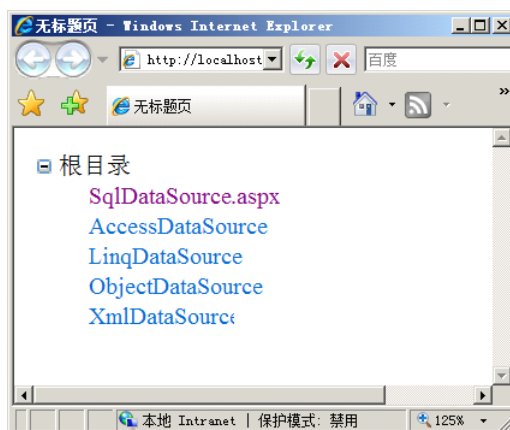 无标题页 - Windows Internet Explorer
http://localhost
百度
无标题页
»
根目录
SqlDataSource.aspx
AccessDataSource
LinqDataSource
ObjectDataSource
XmlDataSource
本地 Intranet | 保护模式: 禁用
125%